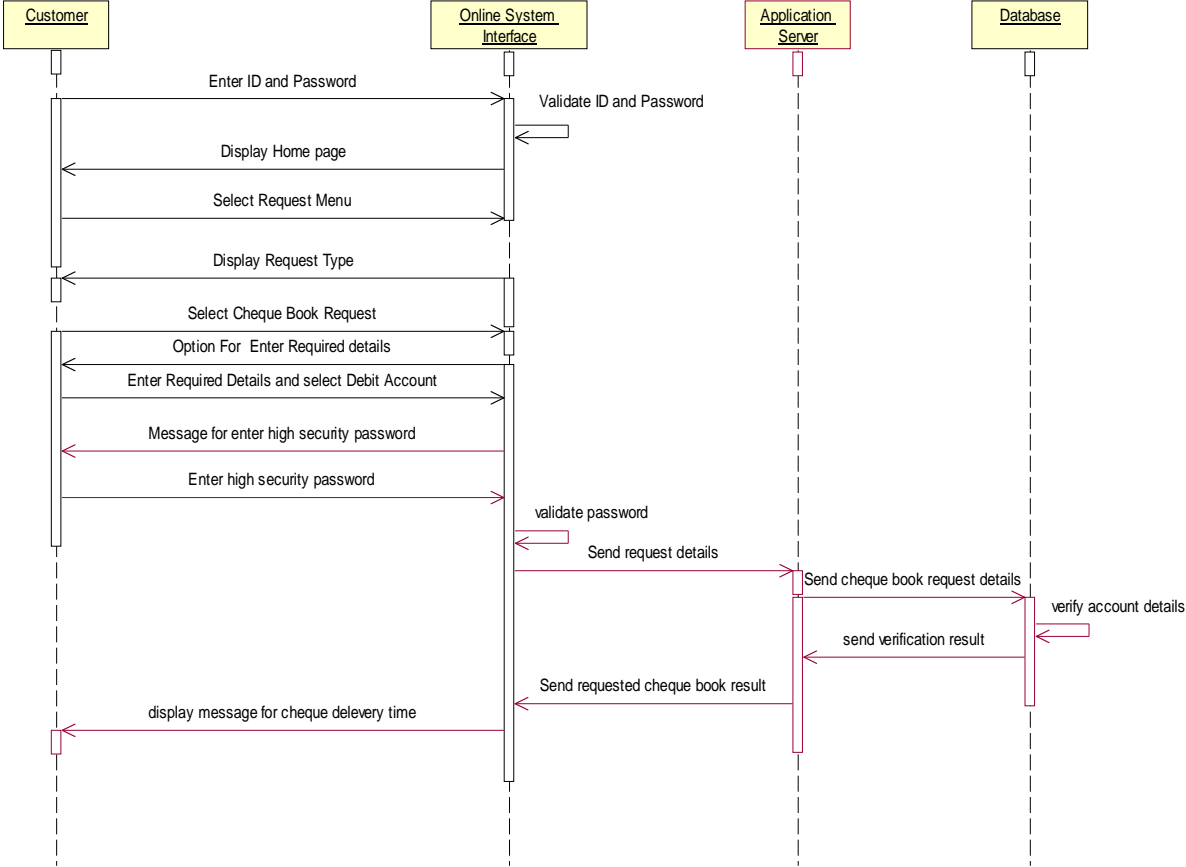 Customer
Online System
Interface
Application
Server
Database
Enter ID and Password
Validate ID and Password
Display Home page
Select Request Menu
Display Request Type
Select Cheque Book Request
Option For Enter Required details
Enter Required Details and select Debit Account
Message for enter high security password
Enter high security password
validate password
Send request details
Send cheque book request details
verify account details
send verification result
Send requested cheque book result
display message for cheque delevery time